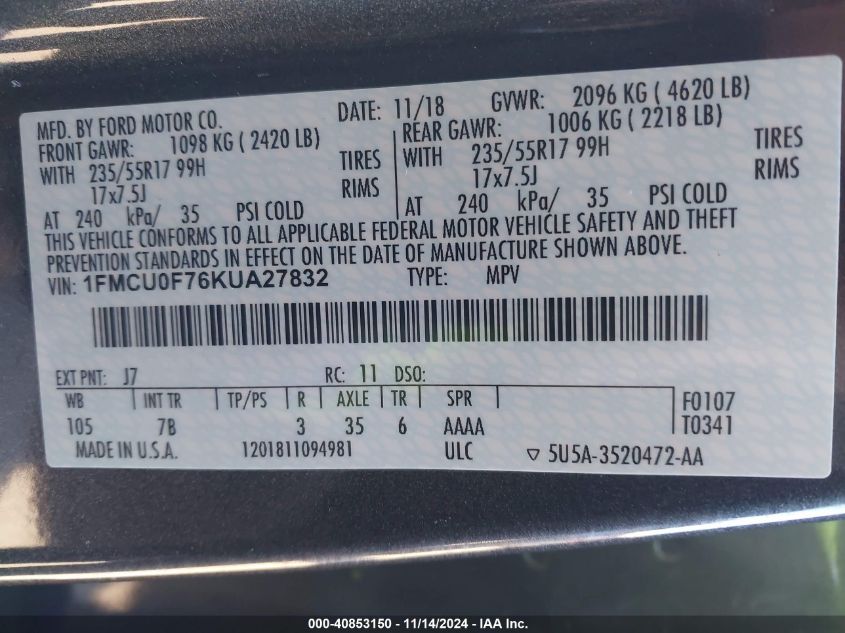 MFD. BY FORD MOTOR CO. DATE: 11/18 GVWR: 2096 KG ( 4620 LB)
FRONT GAWR: 1098 KG ( 2420 LB) REAR GAWR: 1006 KG ( 2218 LB)
WITH 235/55R17 99H TIRES WITH 235/55R17 99H TIRES
17x7.5J RIMS 17x7.5J RIMS
AT 240 kPa/ 35 PSI COLD AT 240 kPa/ 35 PSI COLD
THIS VEHICLE CONFORMS TO ALL APPLICABLE FEDERAL MOTOR VEHICLE SAFETY AND THEFT
PREVENTION STANDARDS IN EFFECT ON THE DATE OF MANUFACTURE SHOWN ABOVE.
VIN: 1FMCU0F76KUA27832 TYPE: MPV
EXT PNT: J7 RC: 11 DSO:
WB INT TR TP/PS R AXLE TR SPR F0107
105 7B 3 35 6 AAAA T0341
MADE IN U.S.A. 1201811094981 ULC ▽ 5U5A-3520472-AA
000-40853150 - 11/14/2024 - IAA Inc.